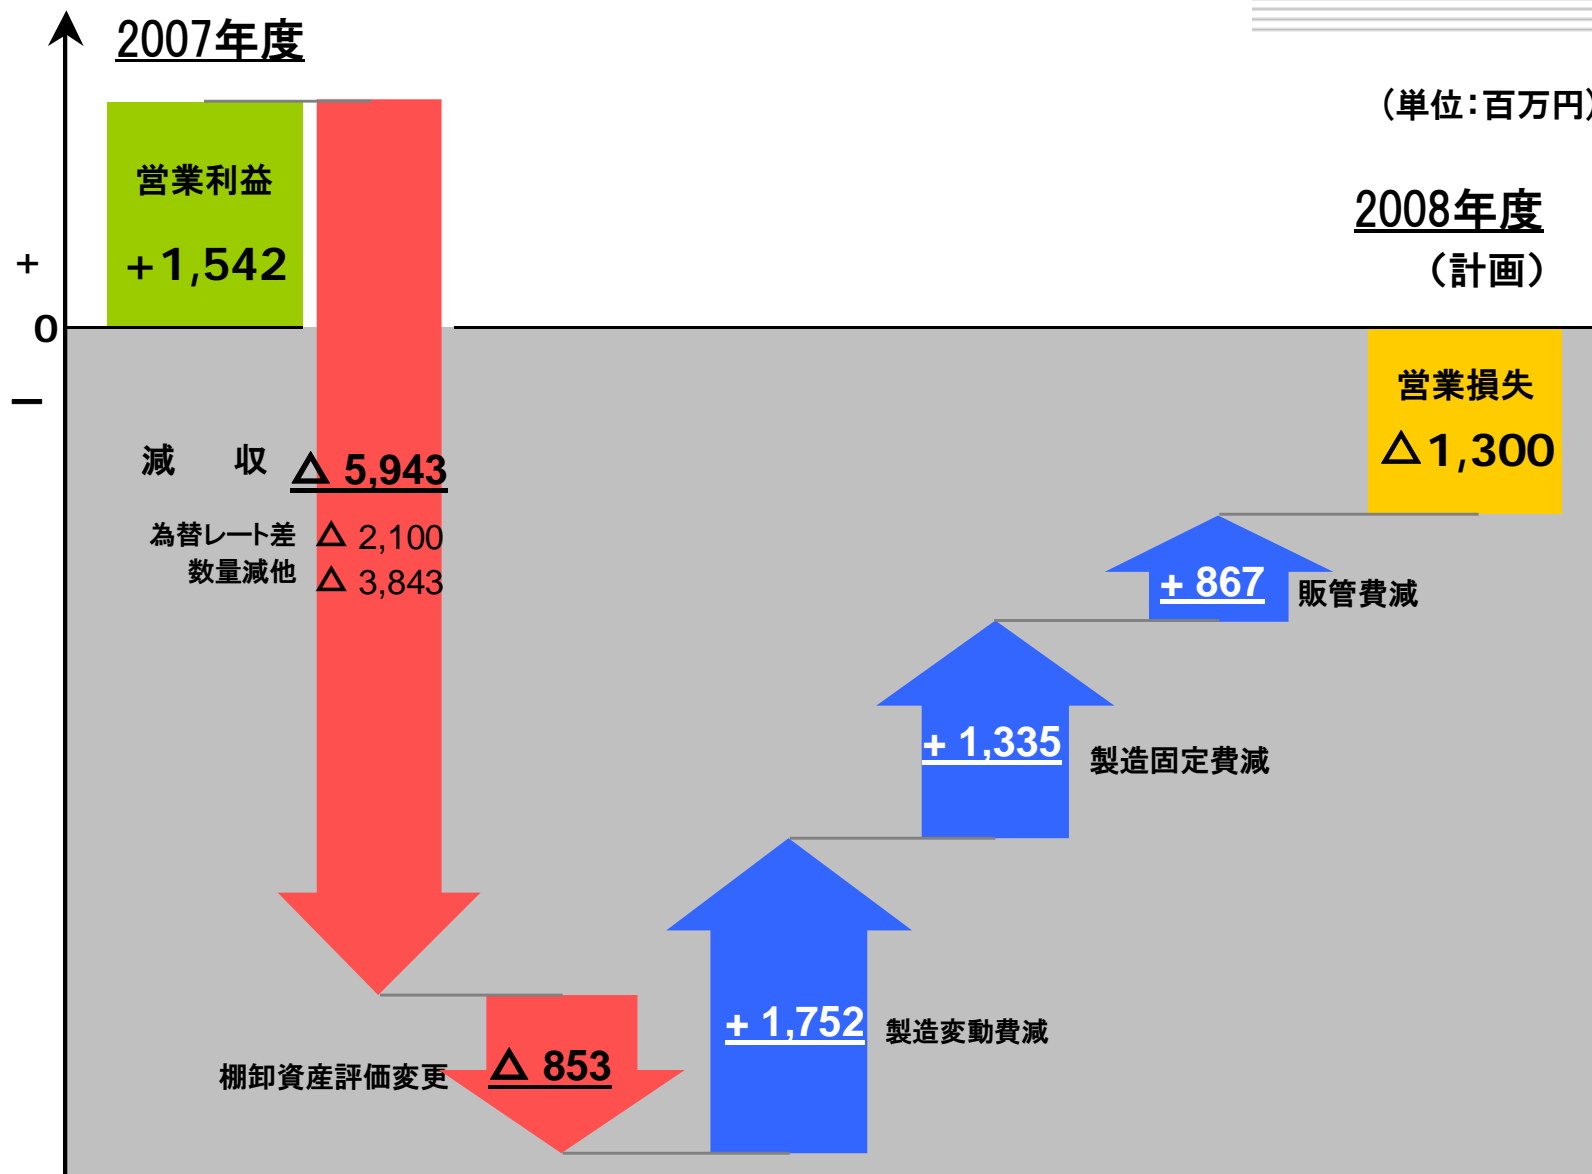 2007年度
(単位:百万円)
営業利益
+1,542
2008年度
(計画)
+
0
−
営業損失
△1,300
減 収 △ 5,943
為替レート差 △ 2,100
数量減他 △ 3,843
+ 867 販管費減
+ 1,335 製造固定費減
+ 1,752 製造変動費減
棚卸資産評価変更 △ 853